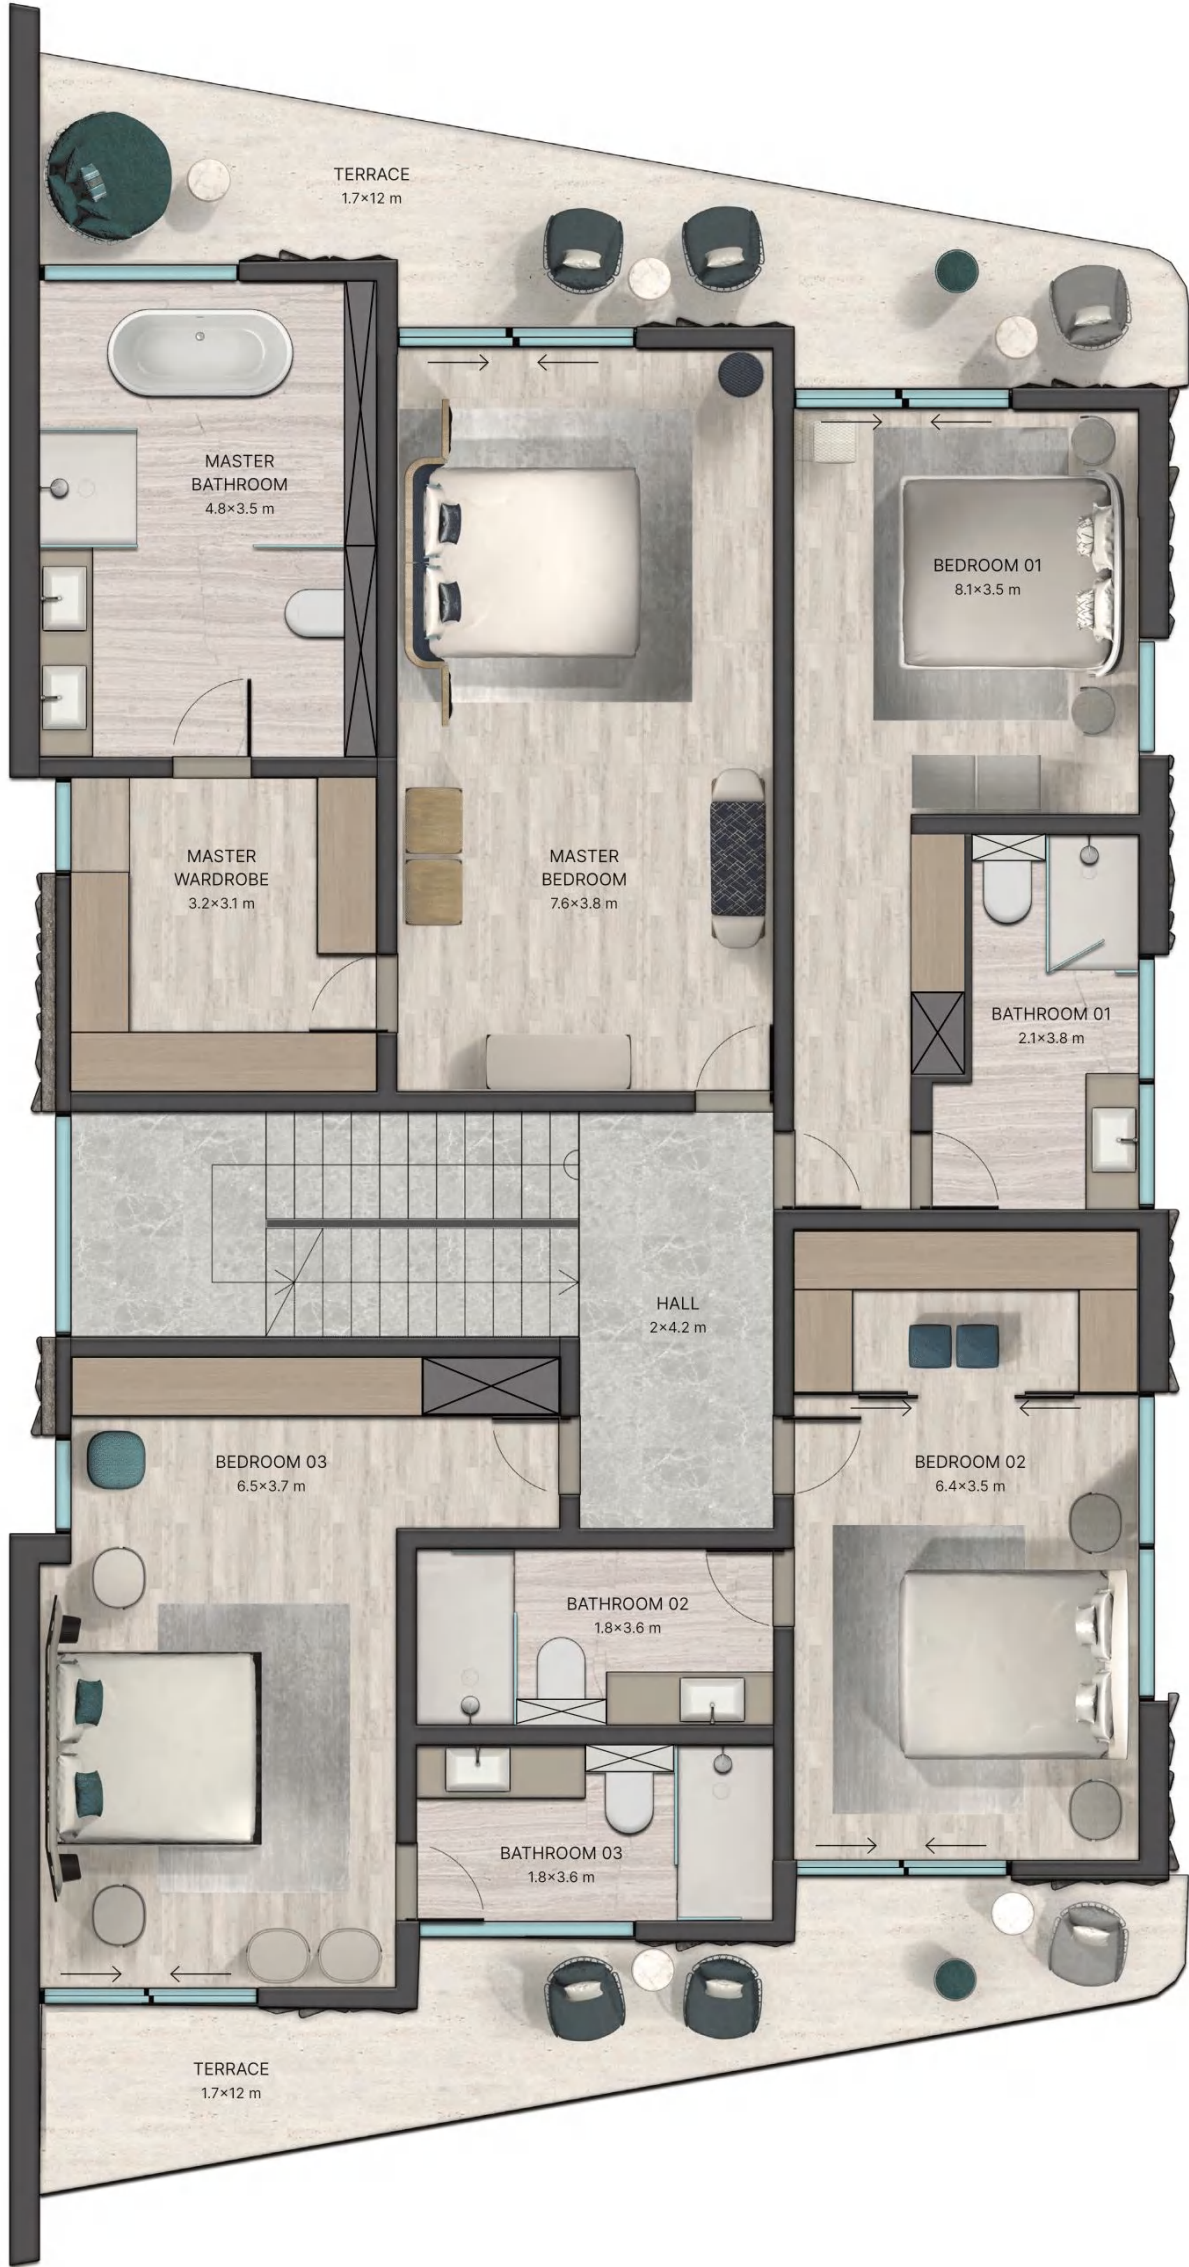 TERRACE
1.7×12 m
MASTER
BATHROOM
4.8×3.5 m
BEDROOM 01
8.1×3.5 m
MASTER
WARDROBE
3.2×3.1 m
MASTER
BEDROOM
7.6×3.8 m
BATHROOM 01
2.1×3.8 m
HALL
2×4.2 m
BEDROOM 03
6.5×3.7 m
BEDROOM 02
6.4×3.5 m
BATHROOM 02
1.8×3.6 m
BATHROOM 03
1.8×3.6 m
TERRACE
1.7×12 m